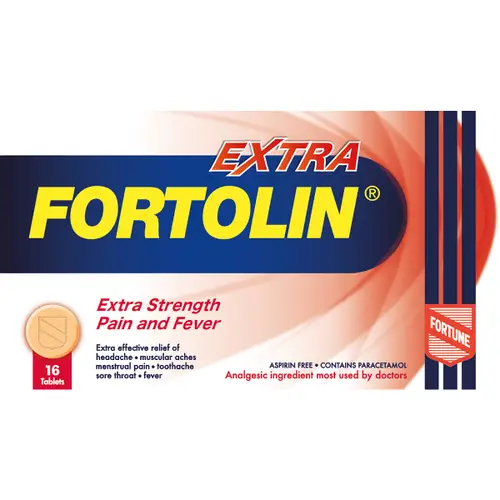 EXTRA
FORTOLIN®
Extra Strength
Pain and Fever
Extra effective relief of
headache • muscular aches
menstrual pain • toothache
sore throat • fever
16
Tablets
ASPIRIN FREE • CONTAINS PARACETAMOL
Analgesic ingredient most used by doctors
FORTUNE